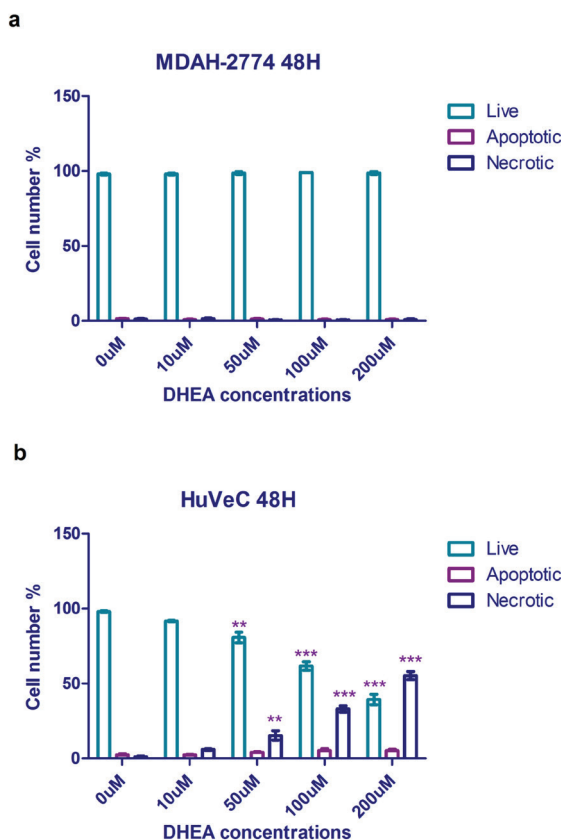 a
MDAH-2774 48H
150
100
50
0
Cell number %
Live
Apoptotic
Necrotic
0uM
10uM
50uM
100uM
200uM
DHEA concentrations
b
HuVeC 48H
150
100
50
0
Cell number %
Live
Apoptotic
Necrotic
**
**
***
***
***
***
0uM
10uM
50uM
100uM
200uM
DHEA concentrations